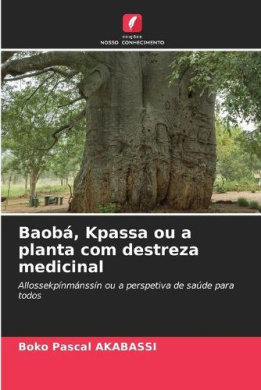 edições
NOSSO CONHECIMENTO
Baobá, Kpassa ou a
planta com destreza
medicinal
Allossekpínmánssín ou a perspetiva de saúde para
todos
Boko Pascal AKABASSI